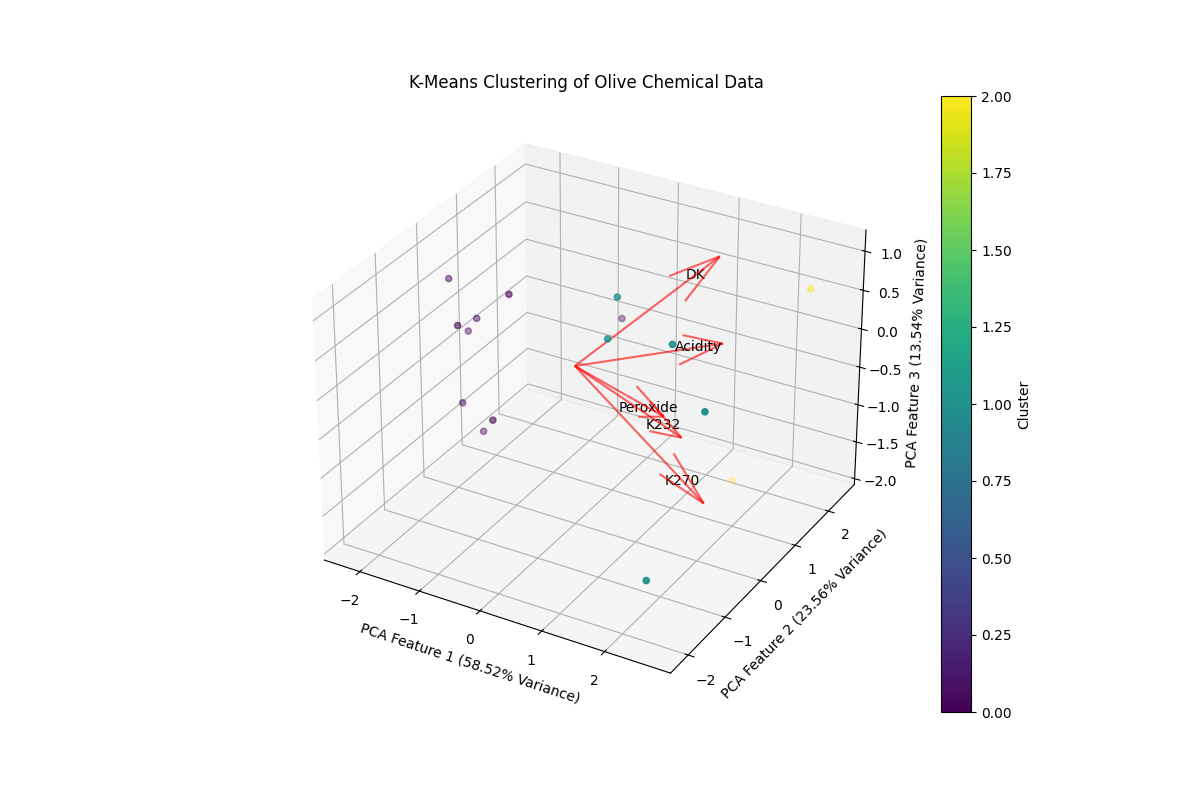 K-Means Clustering of Olive Chemical Data
DK
Acidity
Peroxide
K232
K270
−2
−1
0
1
2
PCA Feature 1 (58.52% Variance)
−2
−1
0
1
2
PCA Feature 2 (23.56% Variance)
1.0
0.5
0.0
−0.5
−1.0
−1.5
−2.0
PCA Feature 3 (13.54% Variance)
2.00
1.75
1.50
1.25
1.00
0.75
0.50
0.25
0.00
Cluster